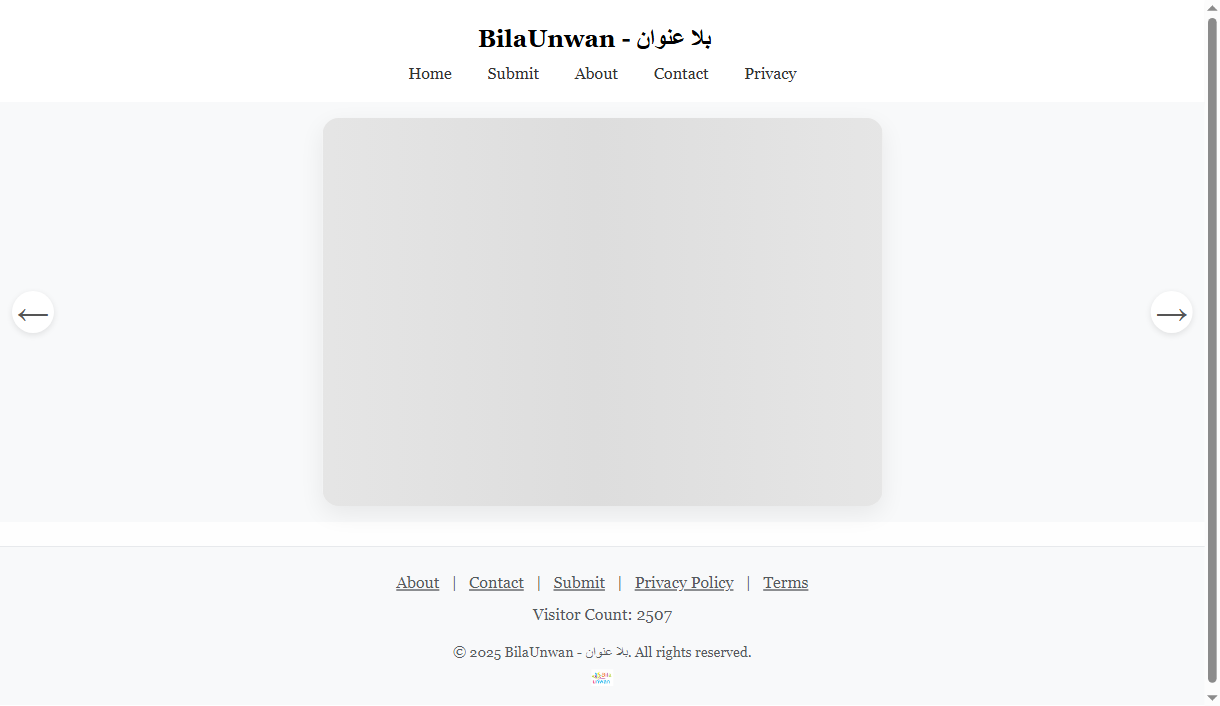 BilaUnwan - بلا عنوان
Home Submit About Contact Privacy
←
→
About | Contact | Submit | Privacy Policy | Terms
Visitor Count: 2507
© 2025 BilaUnwan - بلا عنوان. All rights reserved.